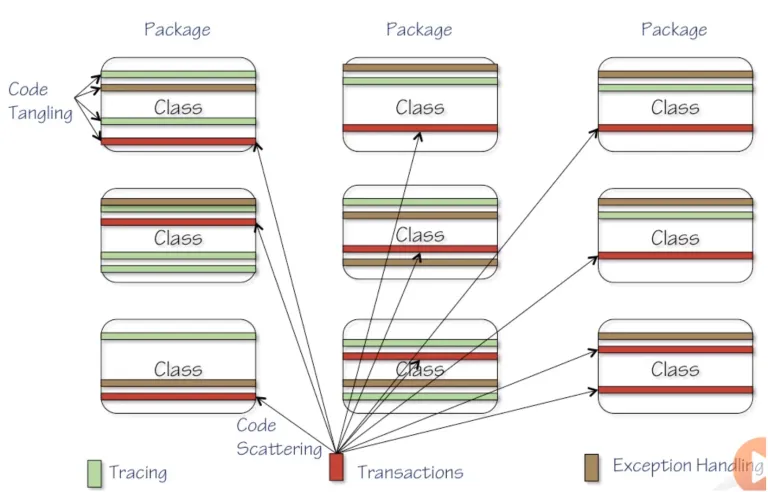 Package
Package
Package
Code
Tangling
Class
Class
Class
Class
Class
Class
Class
Class
Class
Code
Scattering
Tracing
Transactions
Exception Handling